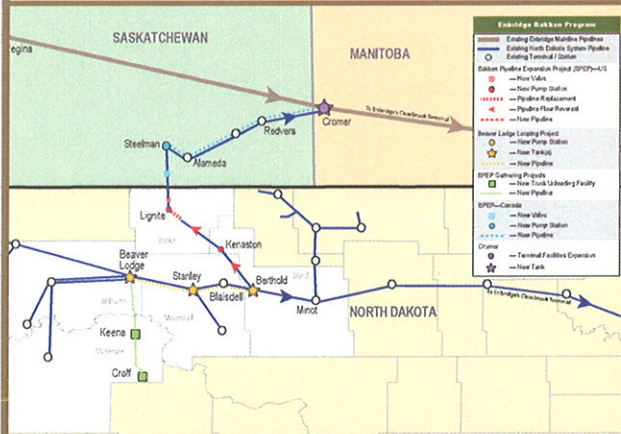 SASKATCHEWAN
MANITOBA
egina
To Enbridge's Clearbrook Terminal
Cromer
Redvers
Steelman
Alameda
Lignite
Burke
Kenaston
Ward
Beaver
Lodge
Stanley
Berthold
Blaisdell
Minot
NORTH DAKOTA
To Enbridge's Clearbrook Terminal
Williams
Mountrail
Keene
McKenzie
Croff
Enbridge Bakken Program
Existing Enbridge Mainline Pipelines
Existing North Dakota System Pipeline
Existing Terminal / Station
Bakken Pipeline Expansion Project (BPEP)—US
— New Valve
— New Pump Station
— Pipeline Replacement
— Pipeline Flow Reversal
— New Pipeline
Beaver Lodge Looping Project
— New Pump Station
— New Tank(s)
— New Pipeline
BPEP Gathering Projects
— New Truck Unloading Facility
— New Pipeline
BPEP—Canada
— New Valve
— New Pump Station
— New Pipeline
Cromer
— Terminal Facilities Expansion
— New Tank